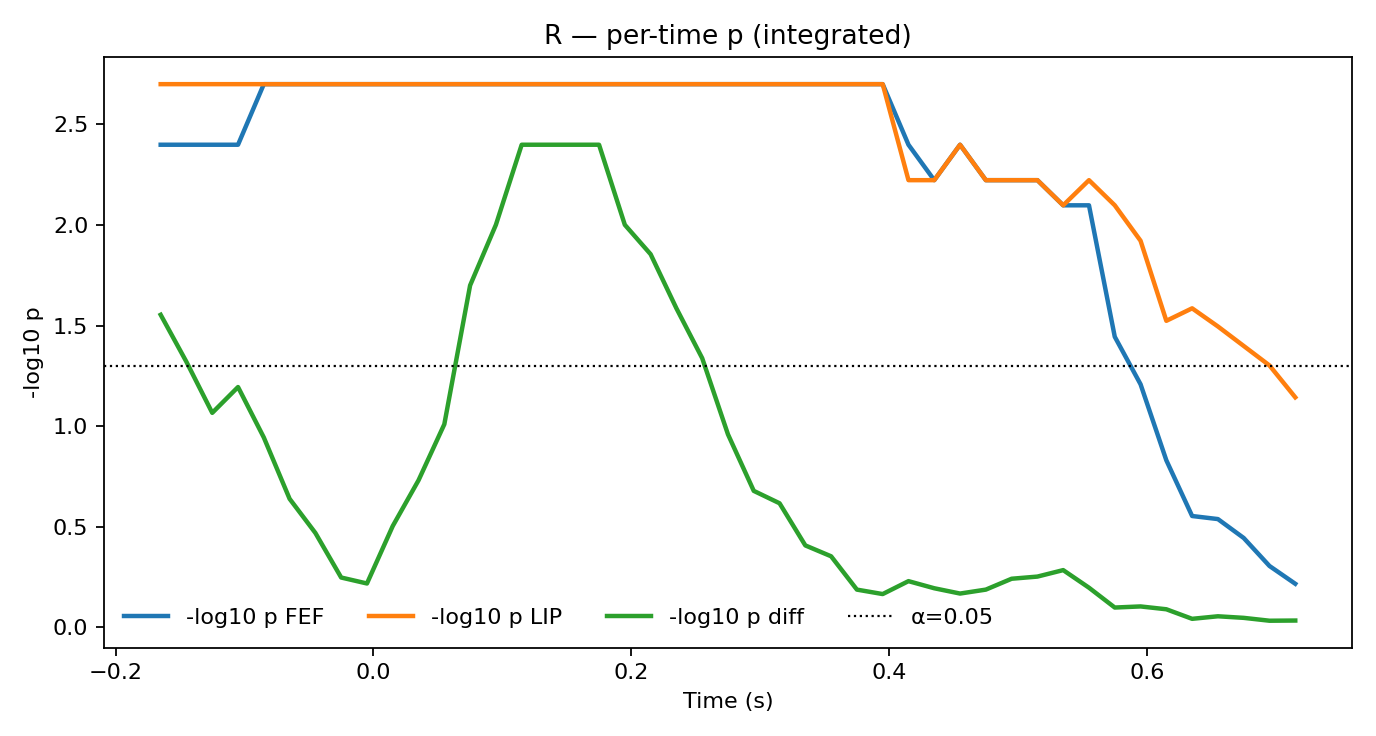 R — per-time p (integrated)
-log10 p
2.5
2.0
1.5
1.0
0.5
0.0
-log10 p FEF
-log10 p LIP
-log10 p diff
α=0.05
−0.2
0.0
0.2
0.4
0.6
Time (s)